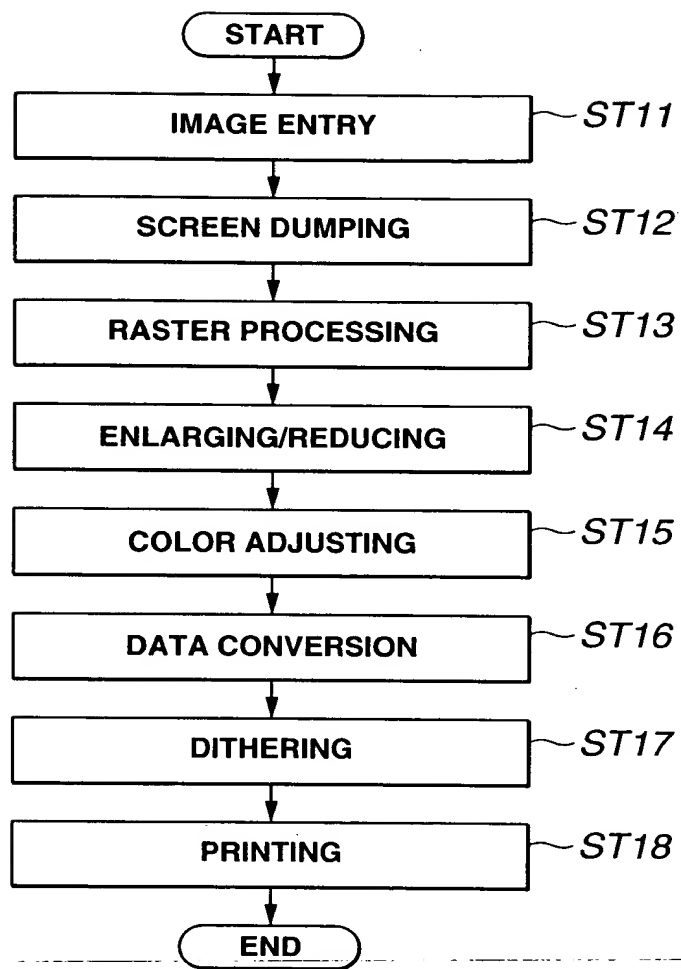 START
IMAGE ENTRY ST11
SCREEN DUMPING ST12
RASTER PROCESSING ST13
ENLARGING/REDUCING ST14
COLOR ADJUSTING ST15
DATA CONVERSION ST16
DITHERING ST17
PRINTING ST18
END